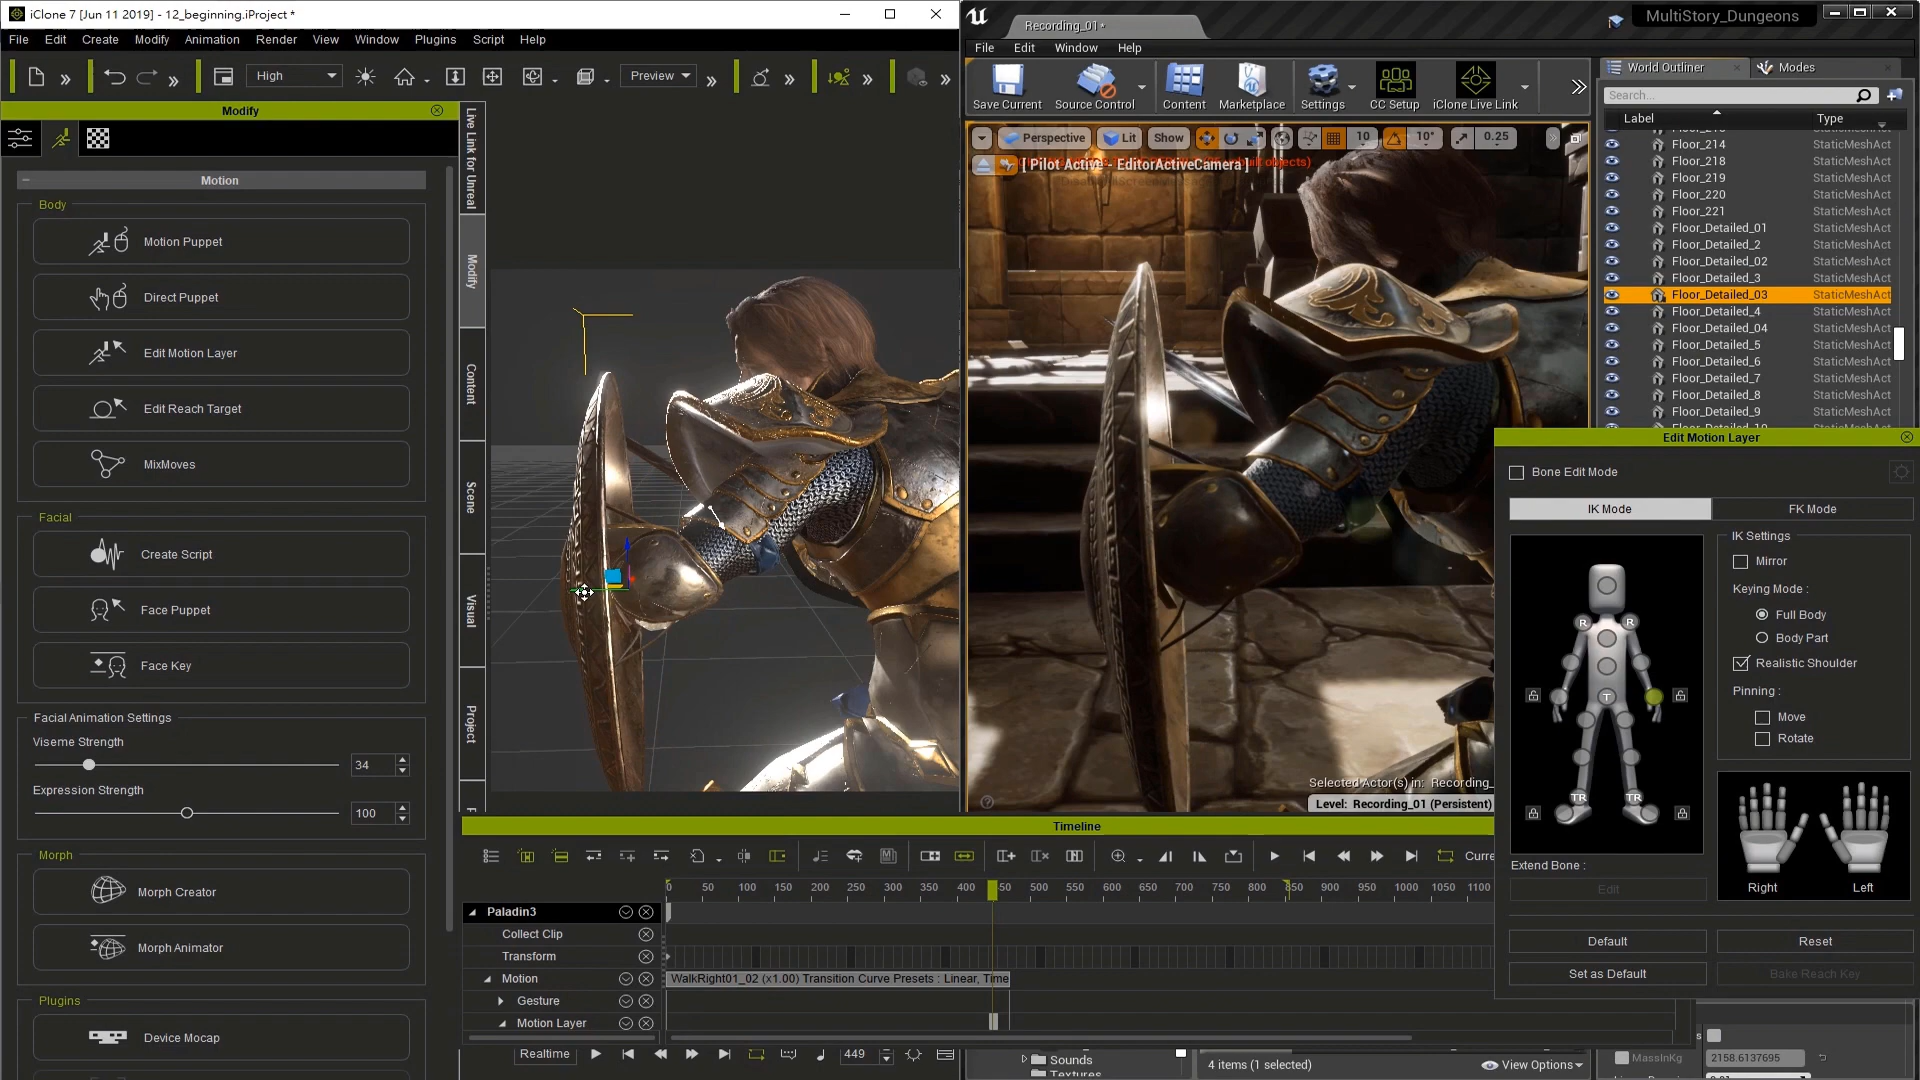 iClone 7 [Jun 11 2019] - 12_beginning.iProject *
File Edit Create Modify Animation Render View Window Plugins Script Help
High
Preview
Modify
Motion
Body
Motion Puppet
Direct Puppet
Edit Motion Layer
Edit Reach Target
MixMoves
Facial
Create Script
Face Puppet
Face Key
Facial Animation Settings
Viseme Strength
34
Expression Strength
100
Morph
Morph Creator
Morph Animator
Plugins
Device Mocap
Live Link for Unreal
Modify
Content
Scene
Visual
Project
Recording_01*
MultiStory_Dungeons
File Edit Window Help
Save Current
Source Control
Content
Marketplace
Settings
CC Setup
iClone Live Link
Perspective
Lit
Show
10
10°
0.25
[ Pilot Active - EditorActiveCamera ]
Selected Actor(s) in: Recording_
Level: Recording_01 (Persistent)
World Outliner
Modes
Search...
Label Type
Floor_214 StaticMeshAct
Floor_218 StaticMeshAct
Floor_219 StaticMeshAct
Floor_220 StaticMeshAct
Floor_221 StaticMeshAct
Floor_Detailed_01 StaticMeshAct
Floor_Detailed_2 StaticMeshAct
Floor_Detailed_02 StaticMeshAct
Floor_Detailed_3 StaticMeshAct
Floor_Detailed_03 StaticMeshAct
Floor_Detailed_4 StaticMeshAct
Floor_Detailed_04 StaticMeshAct
Floor_Detailed_5 StaticMeshAct
Floor_Detailed_6 StaticMeshAct
Floor_Detailed_7 StaticMeshAct
Floor_Detailed_8 StaticMeshAct
Floor_Detailed_9 StaticMeshAct
Edit Motion Layer
Bone Edit Mode
IK Mode
FK Mode
R R
T
TR TR
IK Settings
Mirror
Keying Mode :
Full Body
Body Part
Realistic Shoulder
Pinning :
Move
Rotate
Right Left
Extend Bone :
Edit
Default
Reset
Set as Default
Bake Reach Key
Timeline
Curre
0 50 100 150 200 250 300 350 400 450 500 550 600 650 700 750 800 850 900 950 1000 1050 1100
Paladin3
Collect Clip
Transform
Motion
WalkRight01_02 (x1.00) Transition Curve Presets : Linear, Time
Gesture
Motion Layer
Realtime
449
Sounds
Textures
4 items (1 selected)
View Options
MassInKg
2158.6137695